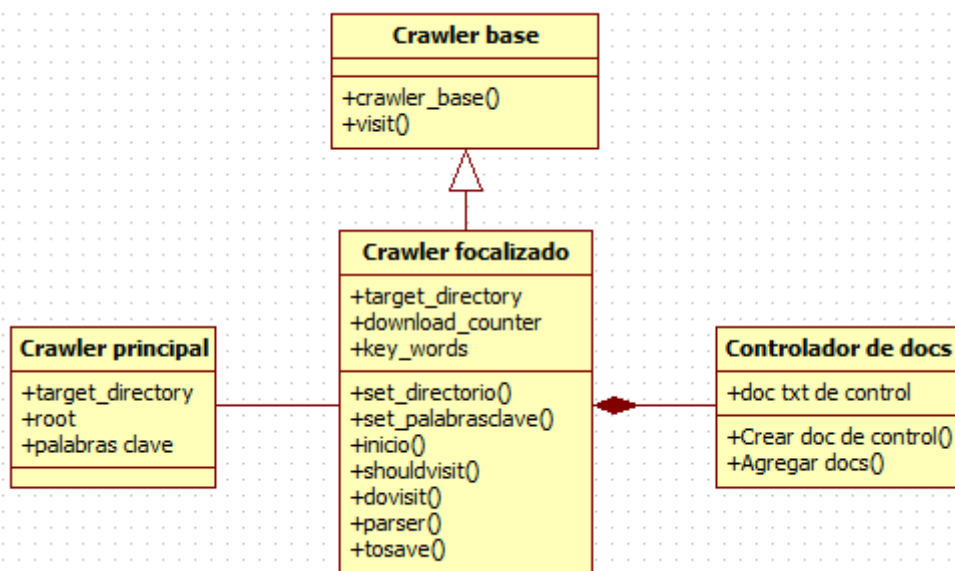 Crawler base
+crawler_base()
+visit()
Crawler focalizado
+target_directory
+download_counter
+key_words
+set_directorio()
+set_palabrasclave()
+inicio()
+shouldvisit()
+dovisit()
+parser()
+tosave()
Crawler principal
+target_directory
+root
+palabras clave
Controlador de docs
+doc txt de control
+Crear doc de control()
+Agregar docs()